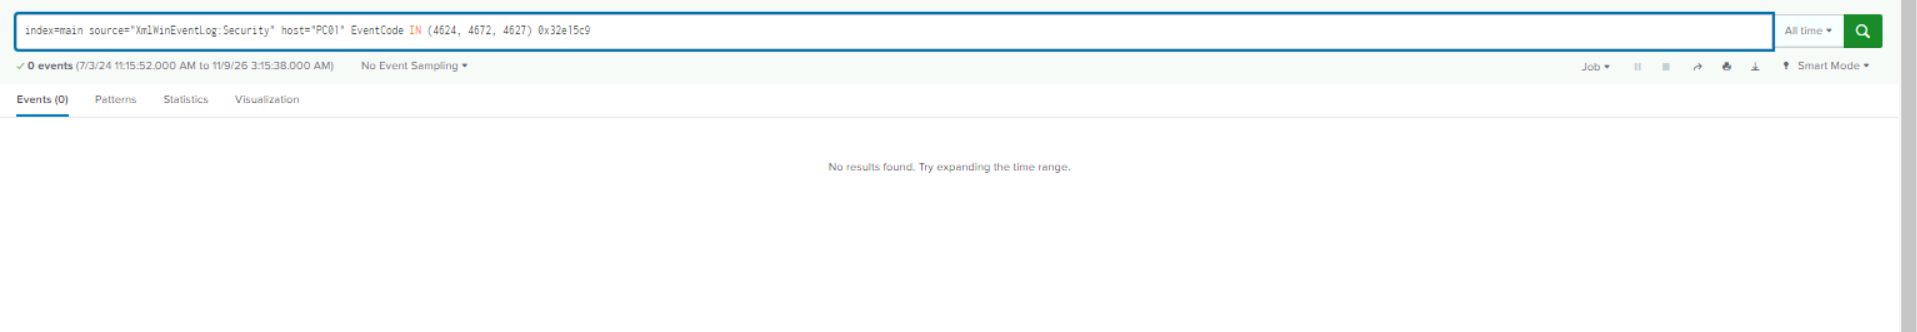 index=main source="XmlWinEventLog:Security" host="PC01" EventCode IN (4624, 4672, 4627) 0x32e15c9
All time
0 events (7/3/24 11:15:52.000 AM to 11/9/26 3:15:38.000 AM) No Event Sampling
Job Smart Mode
Events (0) Patterns Statistics Visualization
No results found. Try expanding the time range.